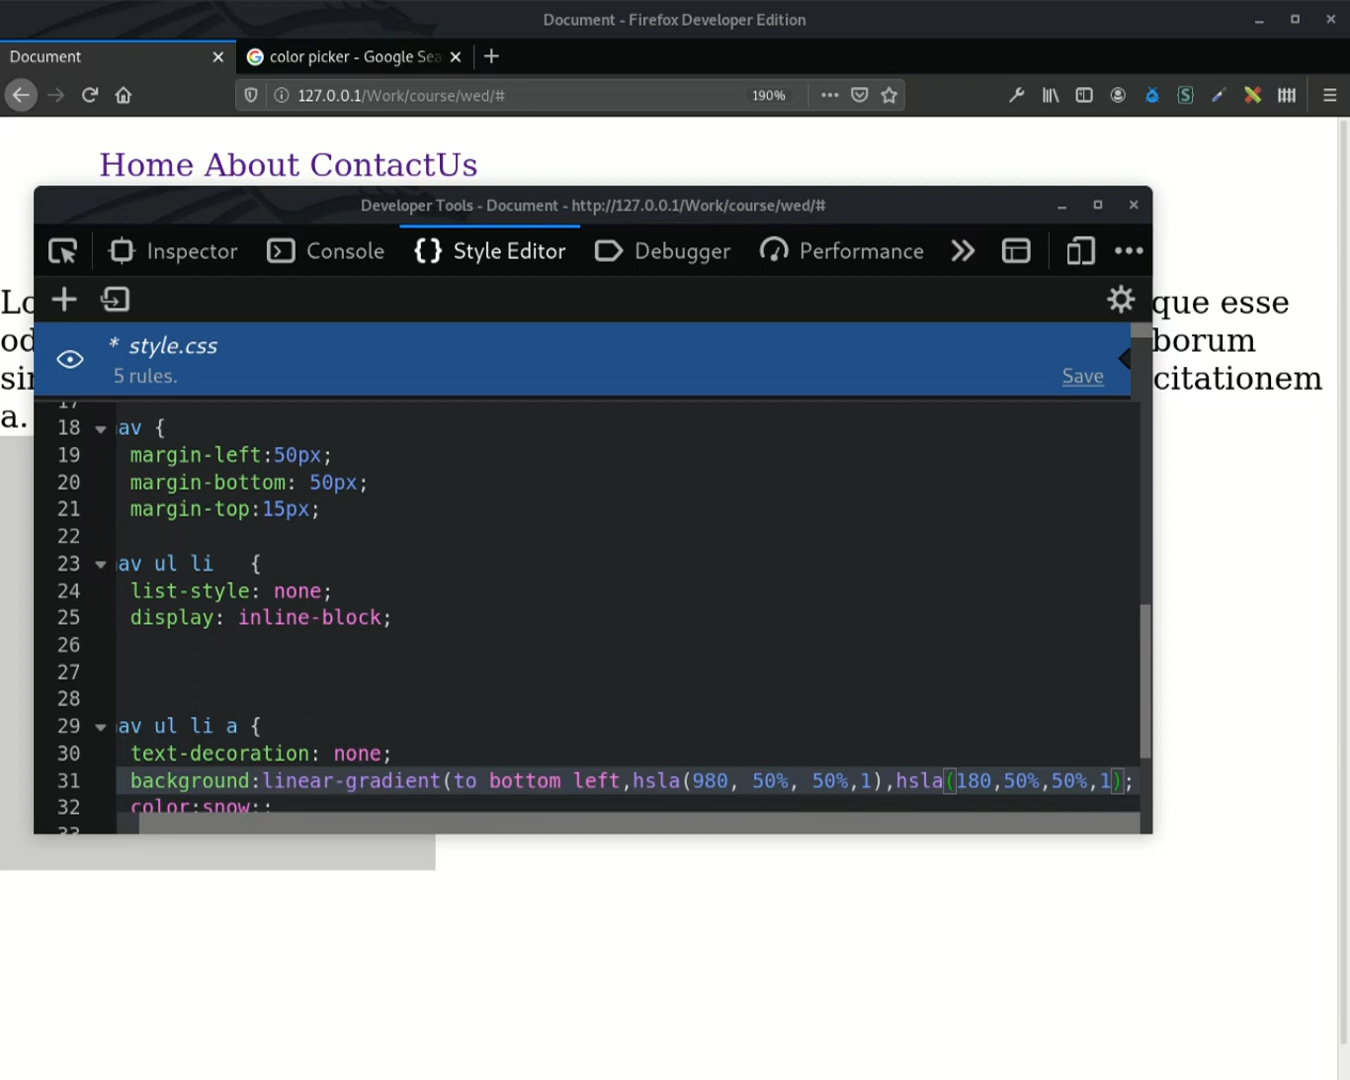 Document - Firefox Developer Edition
Document
color picker - Google Sea
127.0.0.1/Work/course/wed/#
190%
Home About ContactUs
Developer Tools - Document - http://127.0.0.1/Work/course/wed/#
Inspector
Console
Style Editor
Debugger
Performance
que esse
od
borum
citationem
a.
* style.css
5 rules.
Save
17
18 av {
19 margin-left:50px;
20 margin-bottom: 50px;
21 margin-top:15px;
22
23 av ul li {
24 list-style: none;
25 display: inline-block;
26
27
28
29 av ul li a {
30 text-decoration: none;
31 background:linear-gradient(to bottom left,hsla(980, 50%, 50%,1),hsla(180,50%,50%,1);
32 color:snow;;
33